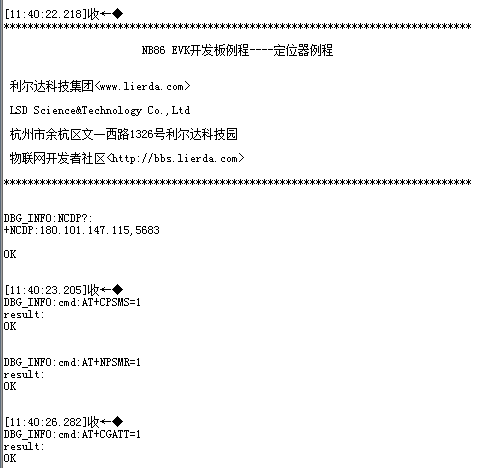 [11:40:22.218]收←◆
******************************************************************************
NB86 EVK开发板例程----定位器例程
利尔达科技集团<www.lierda.com>
LSD Science&Technology Co.,Ltd
杭州市余杭区文一西路1326号利尔达科技园
物联网开发者社区<http://bbs.lierda.com>
******************************************************************************
DBG_INFO:NCDP?:
+NCDP:180.101.147.115,5683
OK
[11:40:23.205]收←◆
DBG_INFO:cmd:AT+CPSMS=1
result:
OK
DBG_INFO:cmd:AT+NPSMR=1
result:
OK
[11:40:26.282]收←◆
DBG_INFO:cmd:AT+CGATT=1
result:
OK